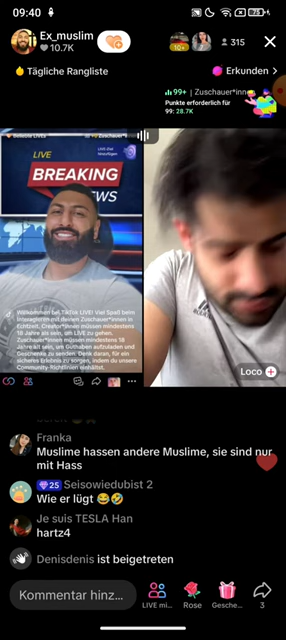 09:40
75
Ex_muslim
10.7K
10+
315
Tägliche Rangliste
Erkunden >
99+ | Zuschauer*inn
Punkte erforderlich für
99: 28.7K
LIVE
BREAKING
NEWS
Willkommen bei TikTok LIVE! Viel Spaß beim
Interagieren mit deinen Zuschauer*innen in
Echtzeit. Creator*innen müssen mindestens
18 Jahre alt sein, um LIVE zu gehen.
Zuschauer*innen müssen mindestens 18
Jahre alt sein, um Guthaben aufzuladen und
Geschenke zu senden. Denk daran, für ein
sicheres Erlebnis zu sorgen, indem du unsere
Community-Richtlinien einhältst.
Loco
Franka
Muslime hassen andere Muslime, sie sind nur
mit Hass
25 Seisowiedubist 2
Wie er lügt 😂🤣
Je suis TESLA Han
hartz4
Denisdenis ist beigetreten
Kommentar hinz...
LIVE mi...
Rose
Gesche...
3